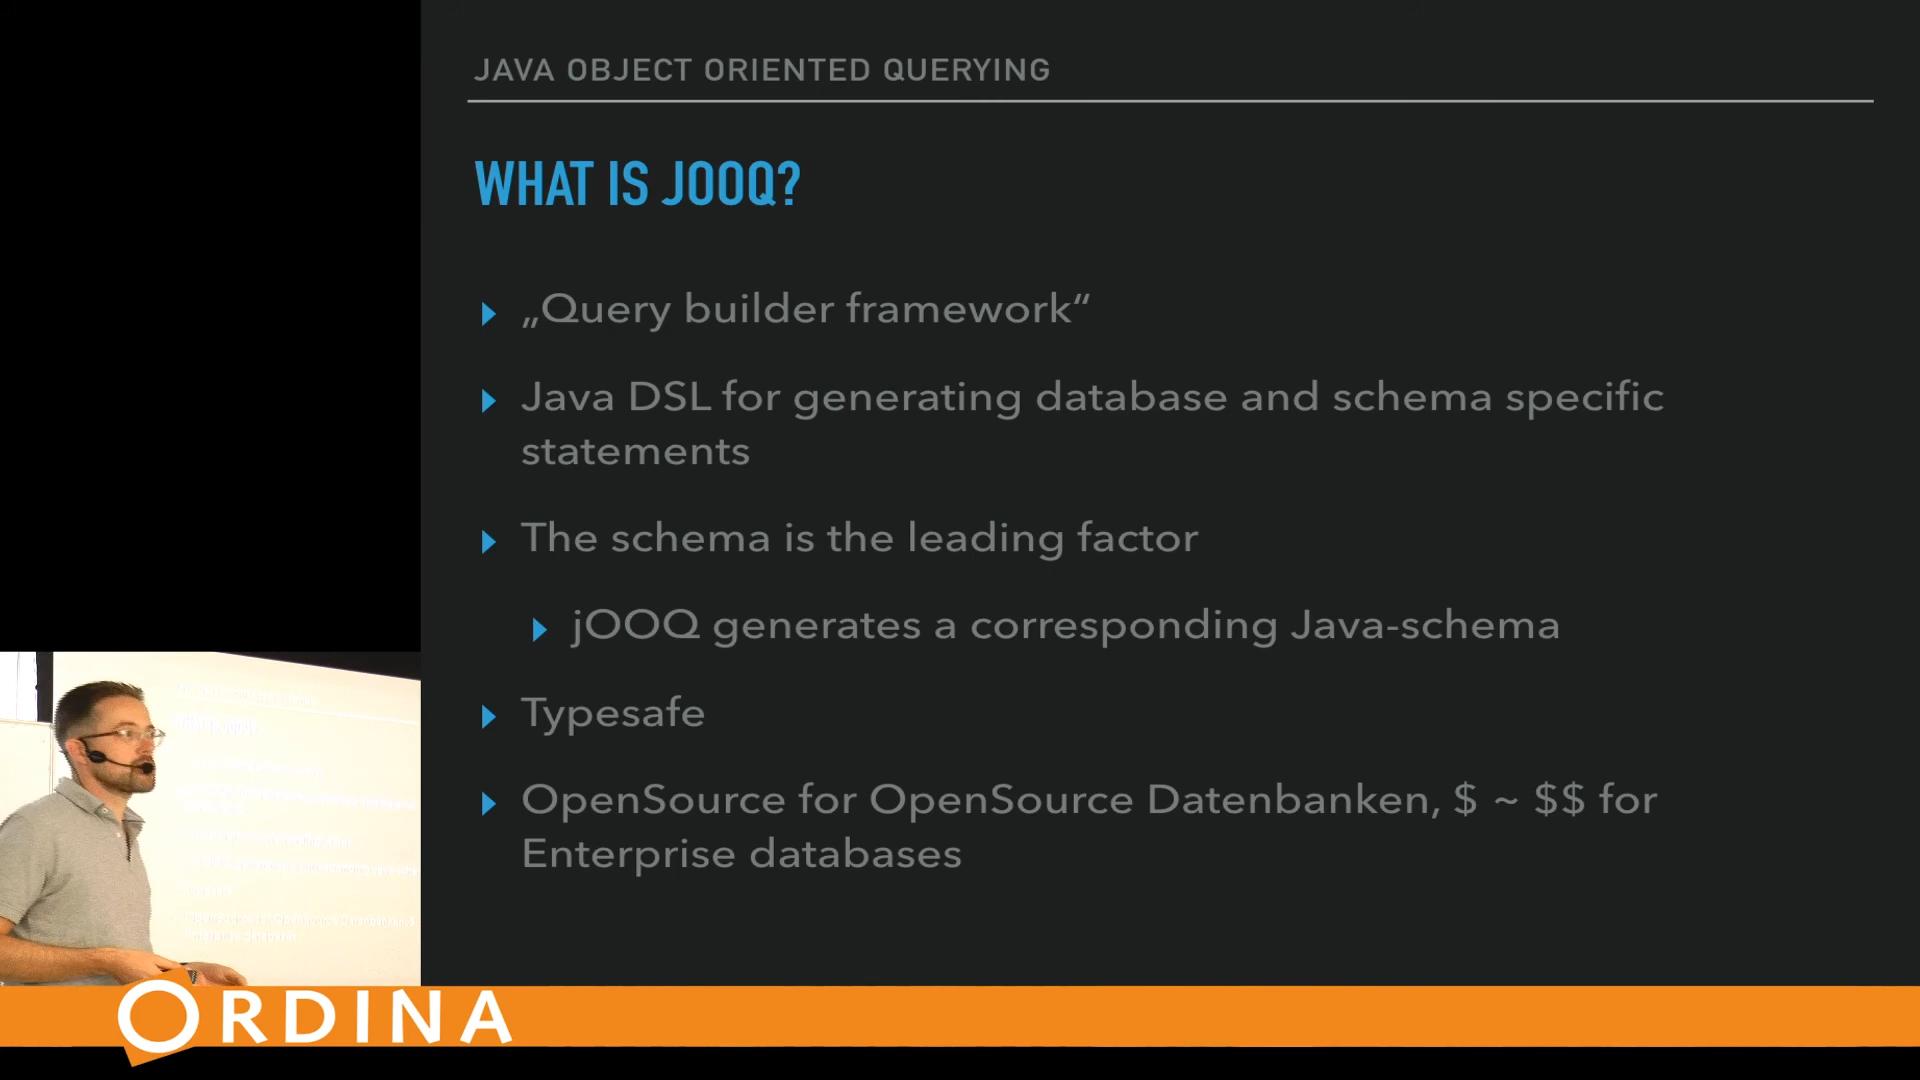 JAVA OBJECT ORIENTED QUERYING
WHAT IS JOOQ?
„Query builder framework“
Java DSL for generating database and schema specific
statements
The schema is the leading factor
jOOQ generates a corresponding Java-schema
Typesafe
OpenSource for OpenSource Datenbanken, $ ~ $$ for
Enterprise databases
ORDINA